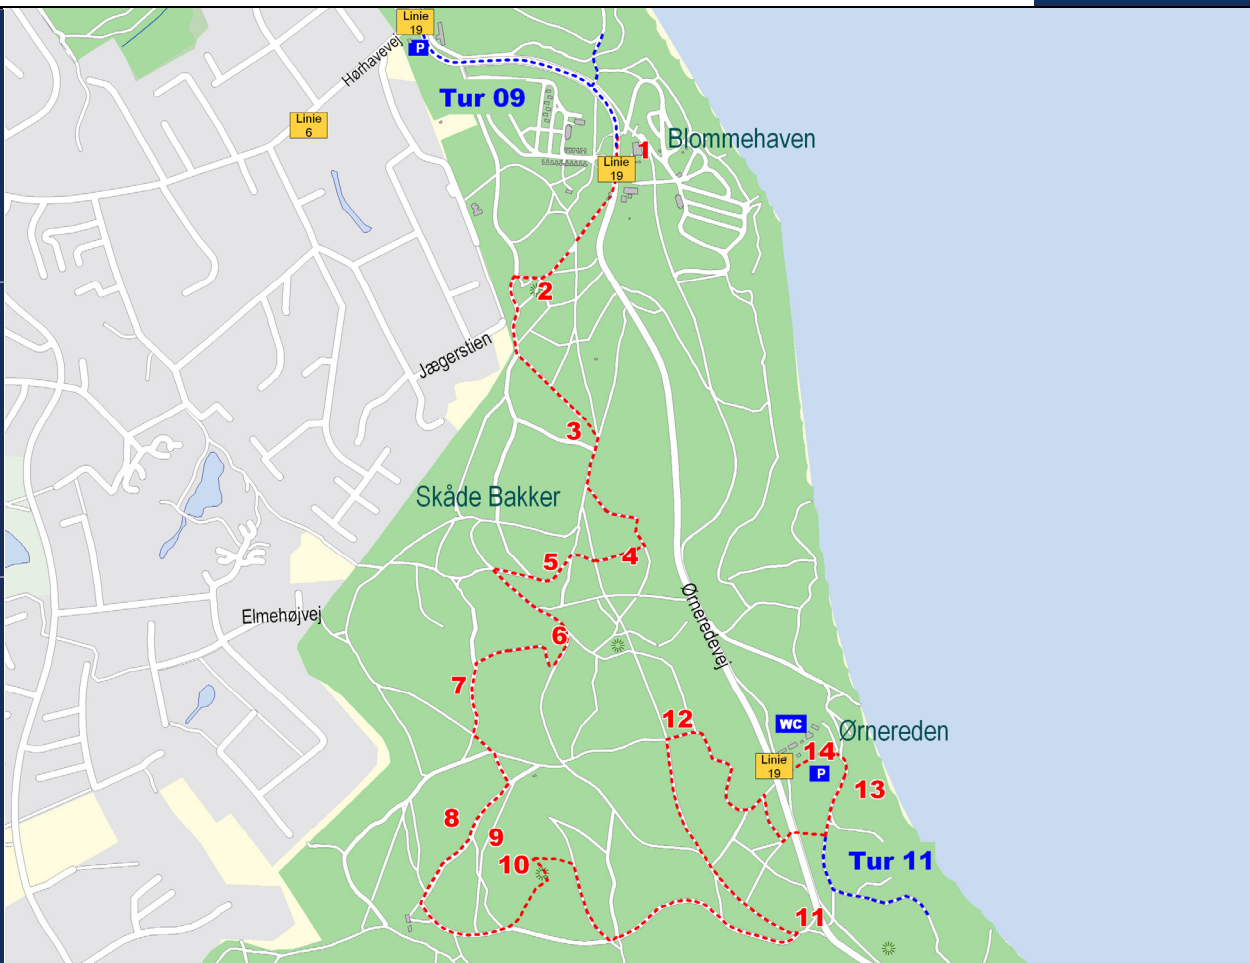 Linie
19
P
Hørhavevej
Tur 09
Linie
6
Blommehaven
1
Linie
19
2
Jægerstien
3
Skåde Bakker
4
5
Ørneredevej
Elmehøjvej
6
7
12
WC
Ørnereden
14
Linie
19
P
13
8
9
10
Tur 11
11